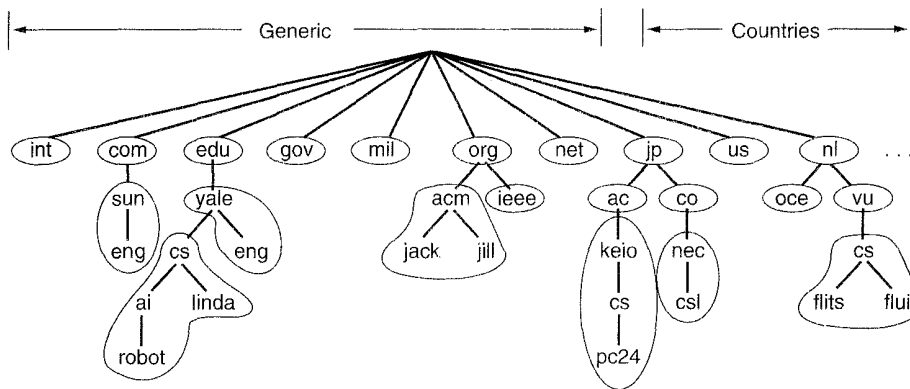 Generic Countries
int com edu gov mil org net jp us nl ...
sun yale acm ieee ac co oce vu
eng cs eng jack jill keio nec cs
ai linda cs csl flits flui
robot pc24